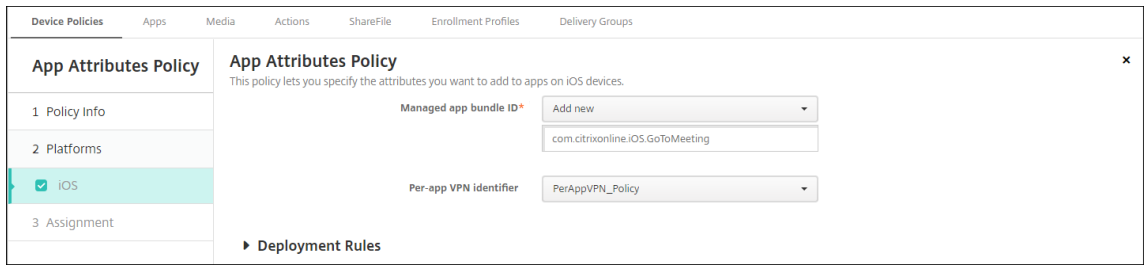 Device Policies Apps Media Actions ShareFile Enrollment Profiles Delivery Groups
App Attributes Policy
1 Policy Info
2 Platforms
iOS
3 Assignment
App Attributes Policy
This policy lets you specify the attributes you want to add to apps on iOS devices.
Managed app bundle ID* Add new
com.citrixonline.iOS.GoToMeeting
Per-app VPN identifier PerAppVPN_Policy
Deployment Rules